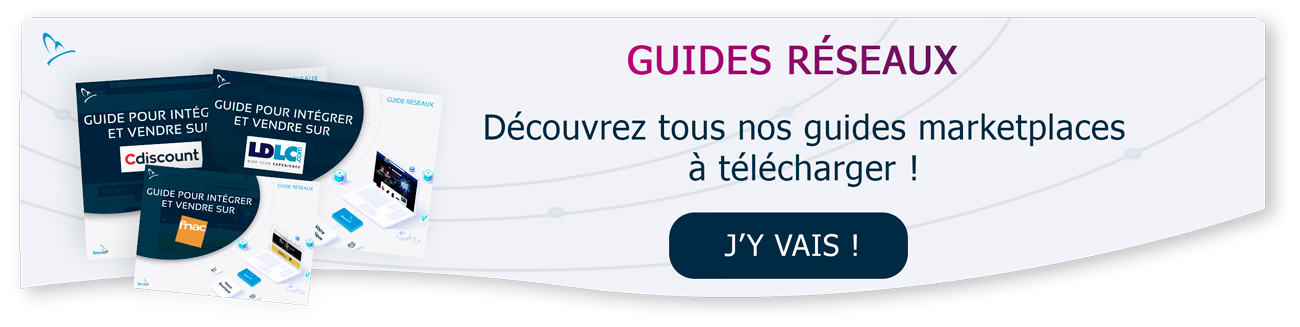 GUIDES RÉSEAUX
Découvrez tous nos guides marketplaces
à télécharger !
J’Y VAIS !
GUIDE POUR INTÉG
ET VENDRE SUR
Cdiscount
GUIDE RÉSEAUX
GUIDE POUR INTÉGRER
ET VENDRE SUR
LDLC.com
HIGH-TECH EXPERIENCE
GUIDE RÉSEAUX
GUIDE POUR INTÉGRER
ET VENDRE SUR
fnac